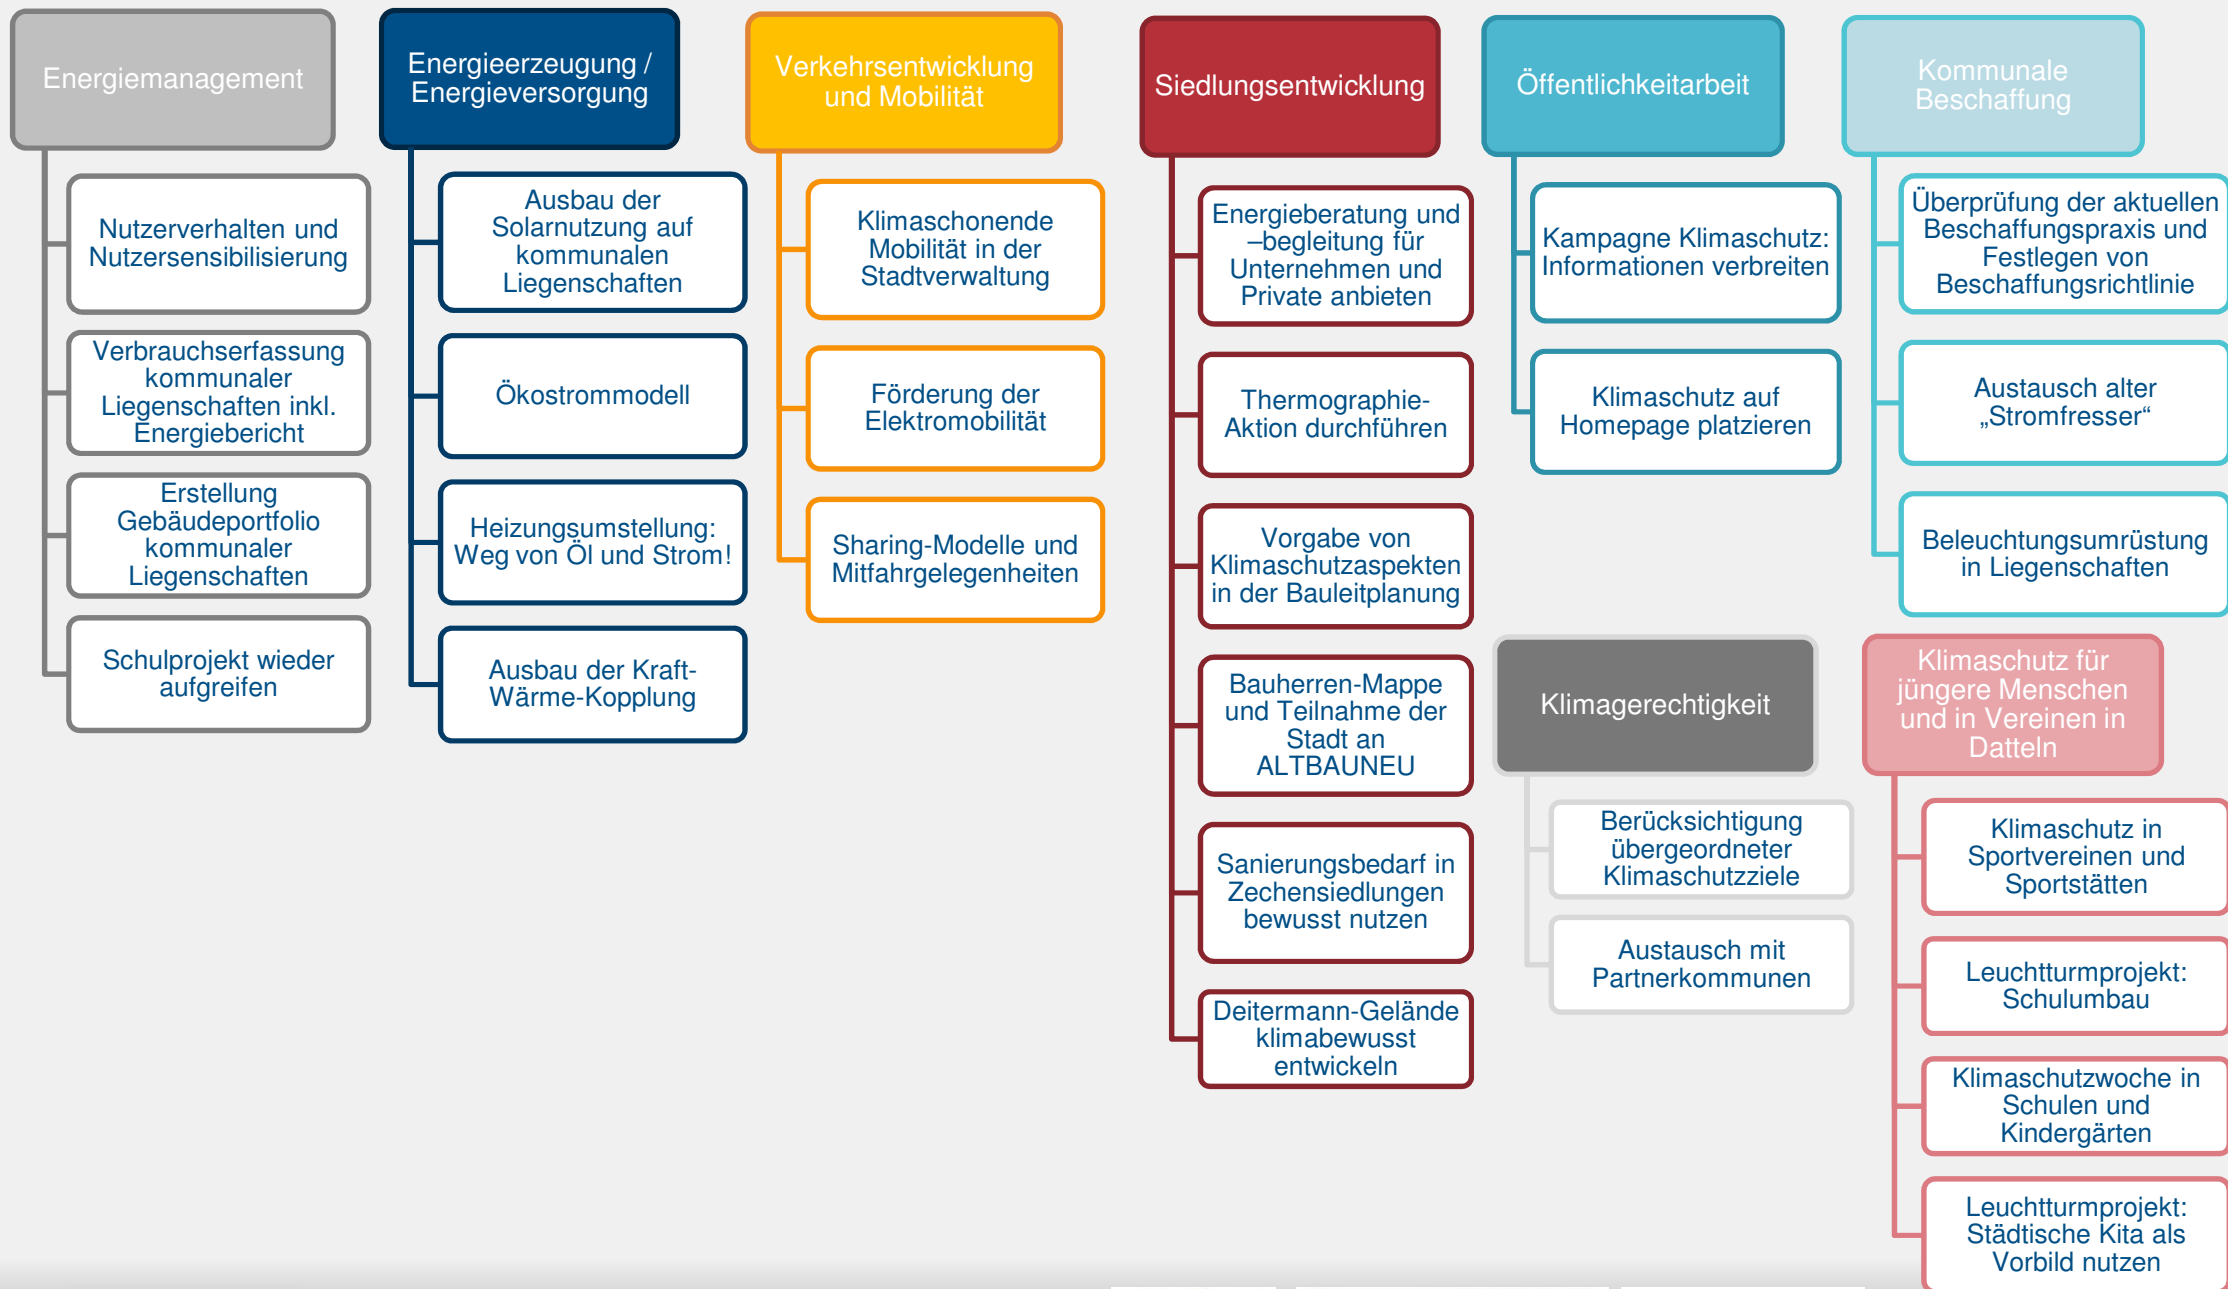 Energiemanagement
Nutzerverhalten und
Nutzersensibilisierung
Verbrauchserfassung
kommunaler
Liegenschaften inkl.
Energiebericht
Erstellung
Gebäudeportfolio
kommunaler
Liegenschaften
Schulprojekt wieder
aufgreifen
Energieerzeugung /
Energieversorgung
Ausbau der
Solarnutzung auf
kommunalen
Liegenschaften
Ökostrommodell
Heizungsumstellung:
Weg von Öl und Strom!
Ausbau der Kraft-
Wärme-Kopplung
Verkehrsentwicklung
und Mobilität
Klimaschonende
Mobilität in der
Stadtverwaltung
Förderung der
Elektromobilität
Sharing-Modelle und
Mitfahrgelegenheiten
Siedlungsentwicklung
Energieberatung und
–begleitung für
Unternehmen und
Private anbieten
Thermographie-
Aktion durchführen
Vorgabe von
Klimaschutzaspekten
in der Bauleitplanung
Bauherren-Mappe
und Teilnahme der
Stadt an
ALTBAUNEU
Sanierungsbedarf in
Zechensiedlungen
bewusst nutzen
Deitermann-Gelände
klimabewusst
entwickeln
Öffentlichkeitarbeit
Kampagne Klimaschutz:
Informationen verbreiten
Klimaschutz auf
Homepage platzieren
Kommunale
Beschaffung
Überprüfung der aktuellen
Beschaffungspraxis und
Festlegen von
Beschaffungsrichtlinie
Austausch alter
„Stromfresser“
Beleuchtungsumrüstung
in Liegenschaften
Klimagerechtigkeit
Berücksichtigung
übergeordneter
Klimaschutzziele
Austausch mit
Partnerkommunen
Klimaschutz für
jüngere Menschen
und in Vereinen in
Datteln
Klimaschutz in
Sportvereinen und
Sportstätten
Leuchtturmprojekt:
Schulumbau
Klimaschutzwoche in
Schulen und
Kindergärten
Leuchtturmprojekt:
Städtische Kita als
Vorbild nutzen